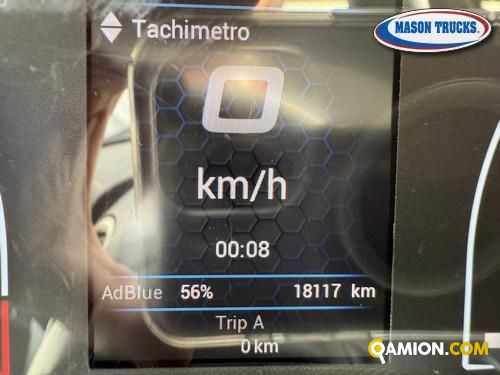 MASON TRUCKS
Tachimetro
0
km/h
00:08
AdBlue 56% 18117 km
Trip A
0 km
QAMION.COM®